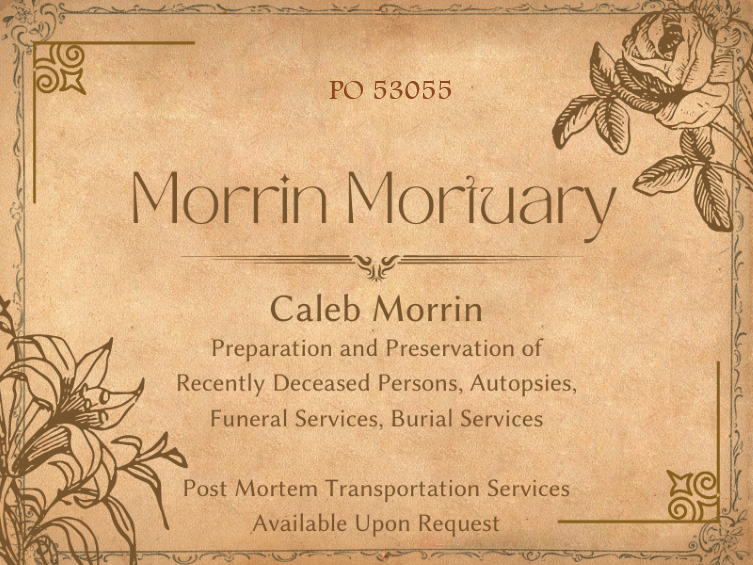 PO 53055
Morrin Mortuary
Caleb Morrin
Preparation and Preservation of
Recently Deceased Persons, Autopsies,
Funeral Services, Burial Services
Post Mortem Transportation Services
Available Upon Request